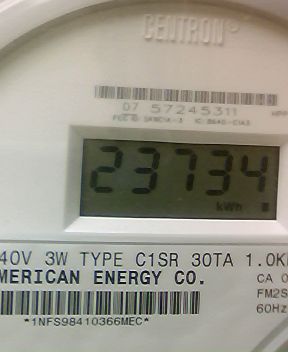 CENTRON®
07 57245311
23734
kWh
40V 3W TYPE C1SR 30TA 1.0K
MERICAN ENERGY CO.
CA 0
FM2S
60Hz
*1NFS98410366MEC*